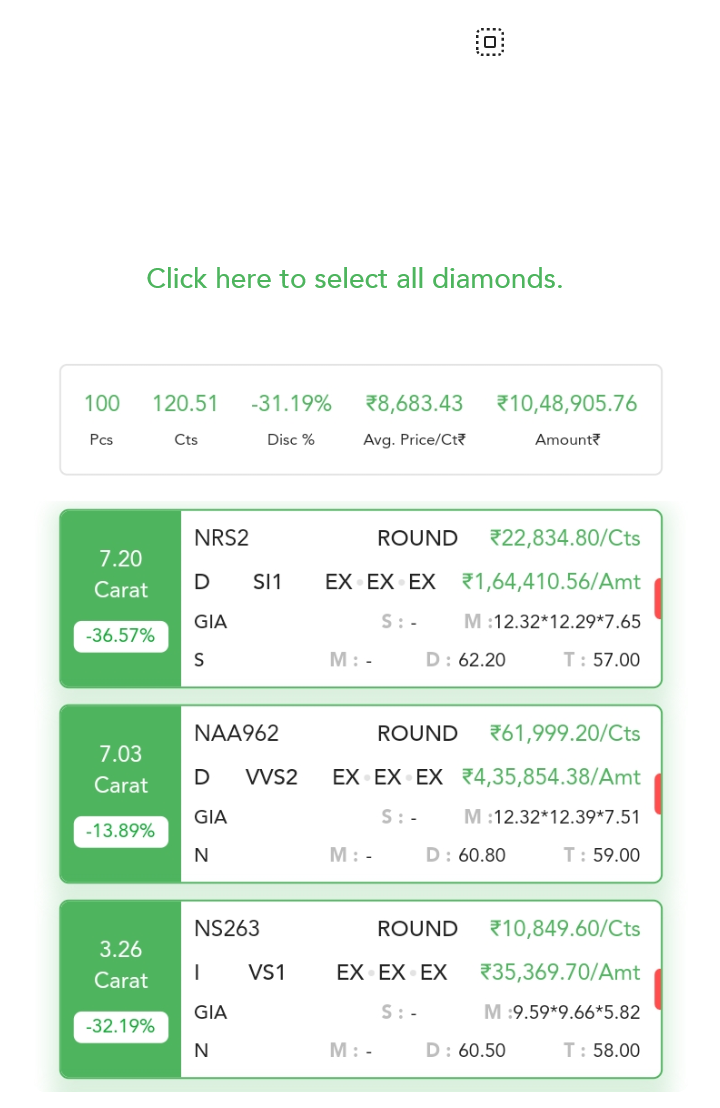 Click here to select all diamonds.
100 120.51 -31.19% ₹8,683.43 ₹10,48,905.76
Pcs Cts Disc % Avg. Price/Ct₹ Amount₹
7.20
Carat
-36.57%
NRS2 ROUND ₹22,834.80/Cts
D SI1 EX•EX•EX ₹1,64,410.56/Amt
GIA S : - M :12.32*12.29*7.65
S M : - D : 62.20 T : 57.00
7.03
Carat
-13.89%
NAA962 ROUND ₹61,999.20/Cts
D VVS2 EX•EX•EX ₹4,35,854.38/Amt
GIA S : - M :12.32*12.39*7.51
N M : - D : 60.80 T : 59.00
3.26
Carat
-32.19%
NS263 ROUND ₹10,849.60/Cts
I VS1 EX•EX•EX ₹35,369.70/Amt
GIA S : - M :9.59*9.66*5.82
N M : - D : 60.50 T : 58.00